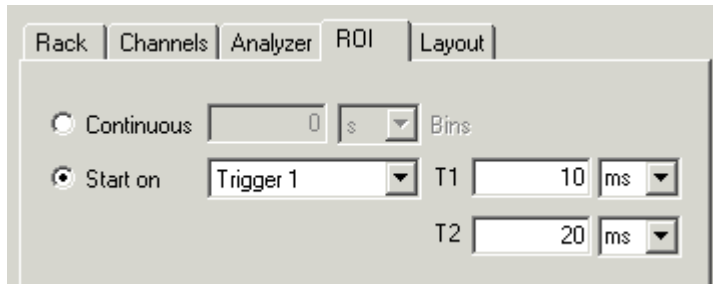 Rack Channels Analyzer ROI Layout
Continuous 0 s Bins
Start on Trigger 1 T1 10 ms
T2 20 ms